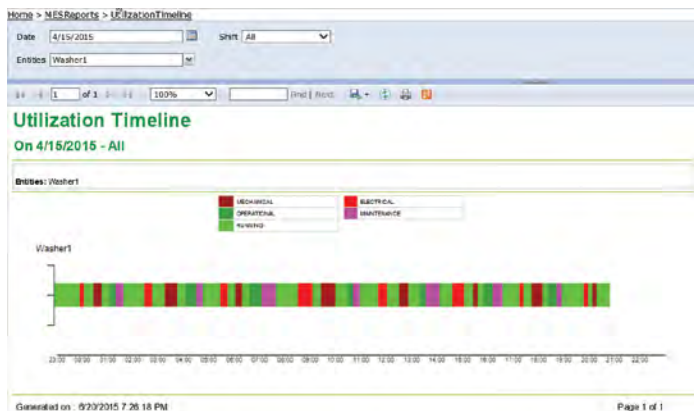 Home > MESReports > UtilizationTimeline
Date 4/15/2015 Shift All
Entities Washer1
1 of 1 100% Find | Next
Utilization Timeline
On 4/15/2015 - All
Entities: Washer1
MECHANICAL ELECTRICAL
OPERATIONAL MAINTENANCE
RUNNING
Washer1
23:00 00:00 01:00 02:00 03:00 04:00 05:00 06:00 07:00 08:00 09:00 10:00 11:00 12:00 13:00 14:00 15:00 16:00 17:00 18:00 19:00 20:00 21:00 22:00
Generated on : 6/20/2015 7:26:18 PM Page 1 of 1